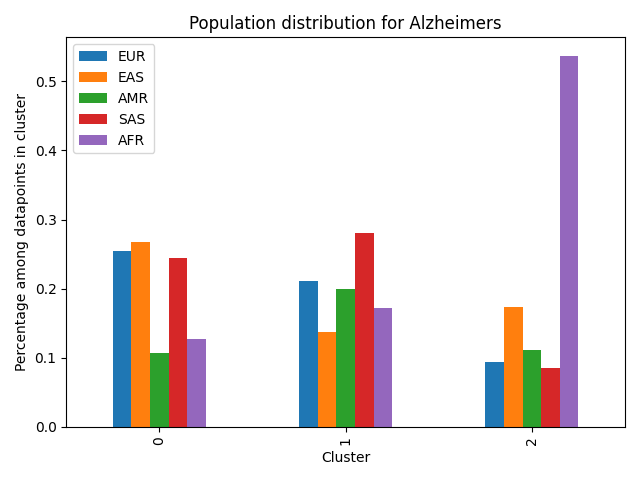 Population distribution for Alzheimers
EUR
EAS
AMR
SAS
AFR
Percentage among datapoints in cluster
0.5
0.4
0.3
0.2
0.1
0.0
0
1
2
Cluster